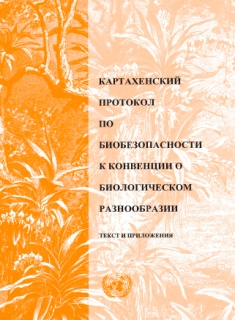 КАРТАХЕНСКИЙ
ПРОТОКОЛ
ПО
БИОБЕЗОПАСНОСТИ
К КОНВЕНЦИИ О
БИОЛОГИЧЕСКОМ
РАЗНООБРАЗИИ
ТЕКСТ И ПРИЛОЖЕНИЯ